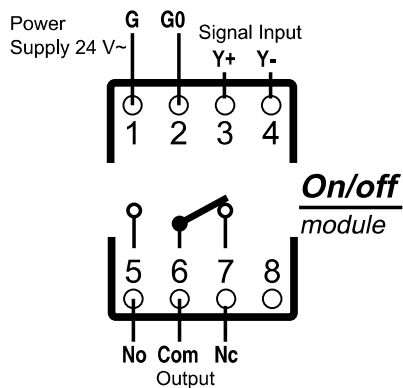 Power
Supply 24 V~
G G0
Signal Input
Y+ Y-
1 2 3 4
On/off
module
5 6 7 8
No Com Nc
Output